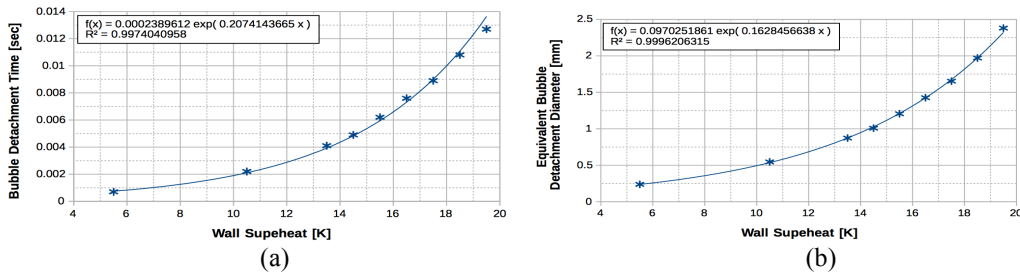 f(x) = 0.0002389612 exp( 0.2074143665 x )
R² = 0.9974040958
Bubble Detachment Time [sec]
0.014
0.012
0.01
0.008
0.006
0.004
0.002
0
4 6 8 10 12 14 16 18 20
Wall Supeheat [K]
(a)
f(x) = 0.0970251861 exp( 0.1628456638 x )
R² = 0.9996206315
Equivalent Bubble
Detachment Diameter [mm]
2.5
2
1.5
1
0.5
0
4 6 8 10 12 14 16 18 20
Wall Supeheat [K]
(b)